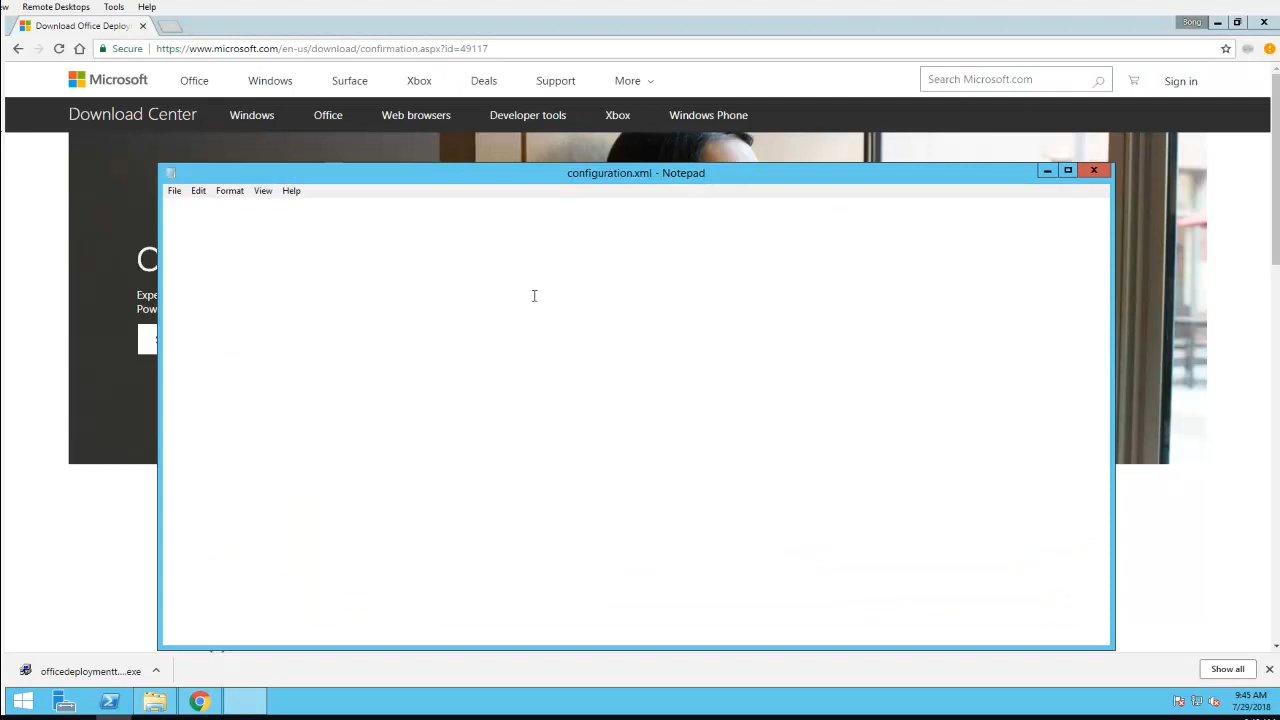 Remote Desktops Tools Help
Download Office Deploy
Song
Secure https://www.microsoft.com/en-us/download/confirmation.aspx?id=49117
Microsoft Office Windows Surface Xbox Deals Support More Search Microsoft.com Sign in
Download Center Windows Office Web browsers Developer tools Xbox Windows Phone
configuration.xml - Notepad
File Edit Format View Help
officedeploymentt....exe
Show all
9:45 AM
7/29/2018